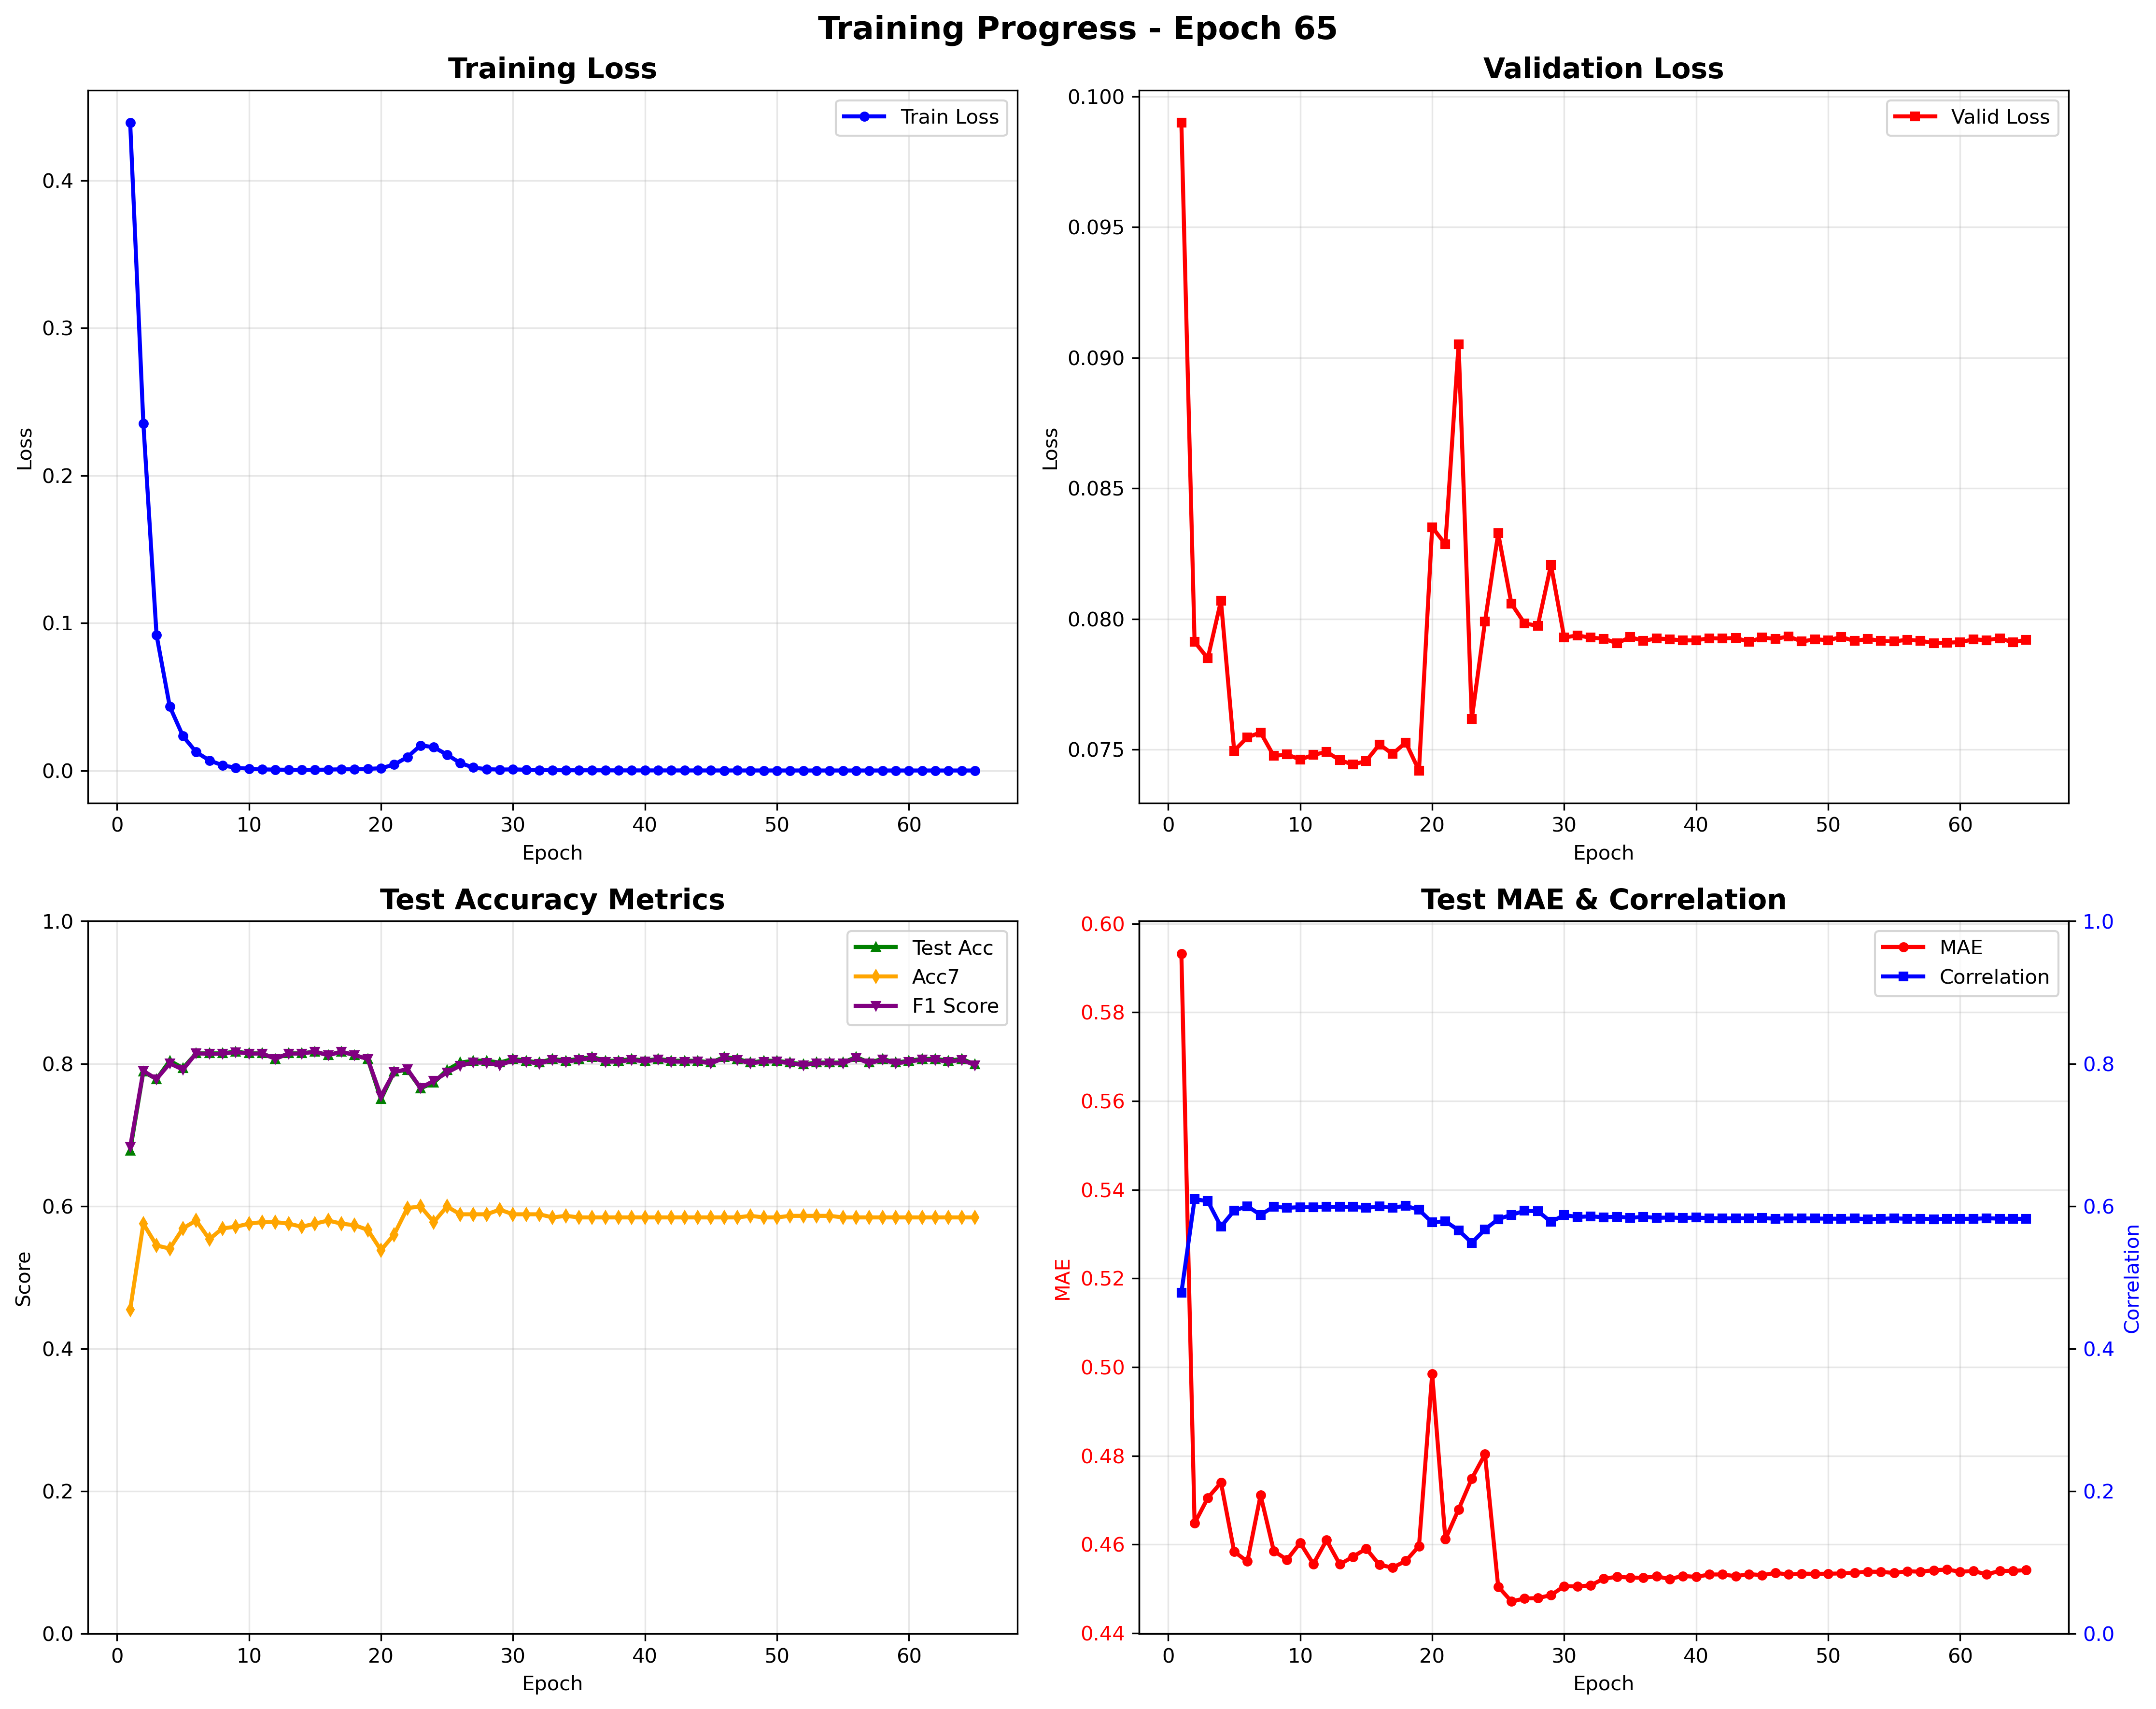 Training Progress - Epoch 65
Training Loss
Train Loss
0.4
0.3
0.2
0.1
0.0
Loss
0 10 20 30 40 50 60
Epoch
Validation Loss
Valid Loss
0.100
0.095
0.090
0.085
0.080
0.075
Loss
0 10 20 30 40 50 60
Epoch
Test Accuracy Metrics
Test Acc
Acc7
F1 Score
1.0
0.8
0.6
0.4
0.2
0.0
Score
0 10 20 30 40 50 60
Epoch
Test MAE & Correlation
MAE
Correlation
0.60
0.58
0.56
0.54
0.52
0.50
0.48
0.46
0.44
MAE
1.0
0.8
0.6
0.4
0.2
0.0
Correlation
0 10 20 30 40 50 60
Epoch